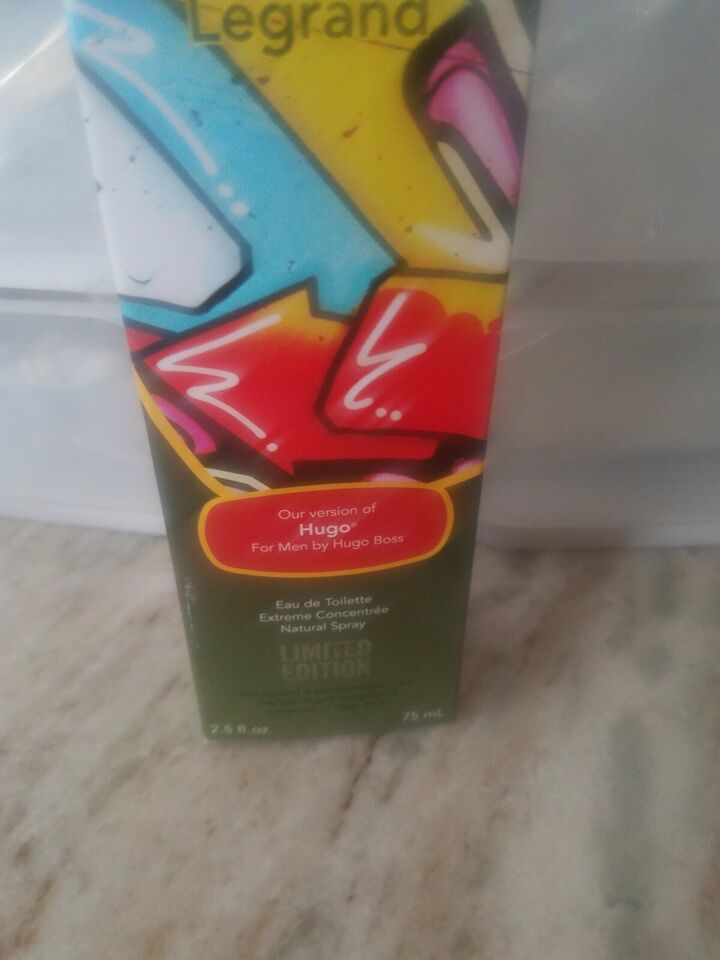 Legrand
Our version of
Hugo®
For Men by Hugo Boss
Eau de Toilette
Extreme Concentrée
Natural Spray
LIMITED
EDITION
2.5 fl.oz.
75 mL